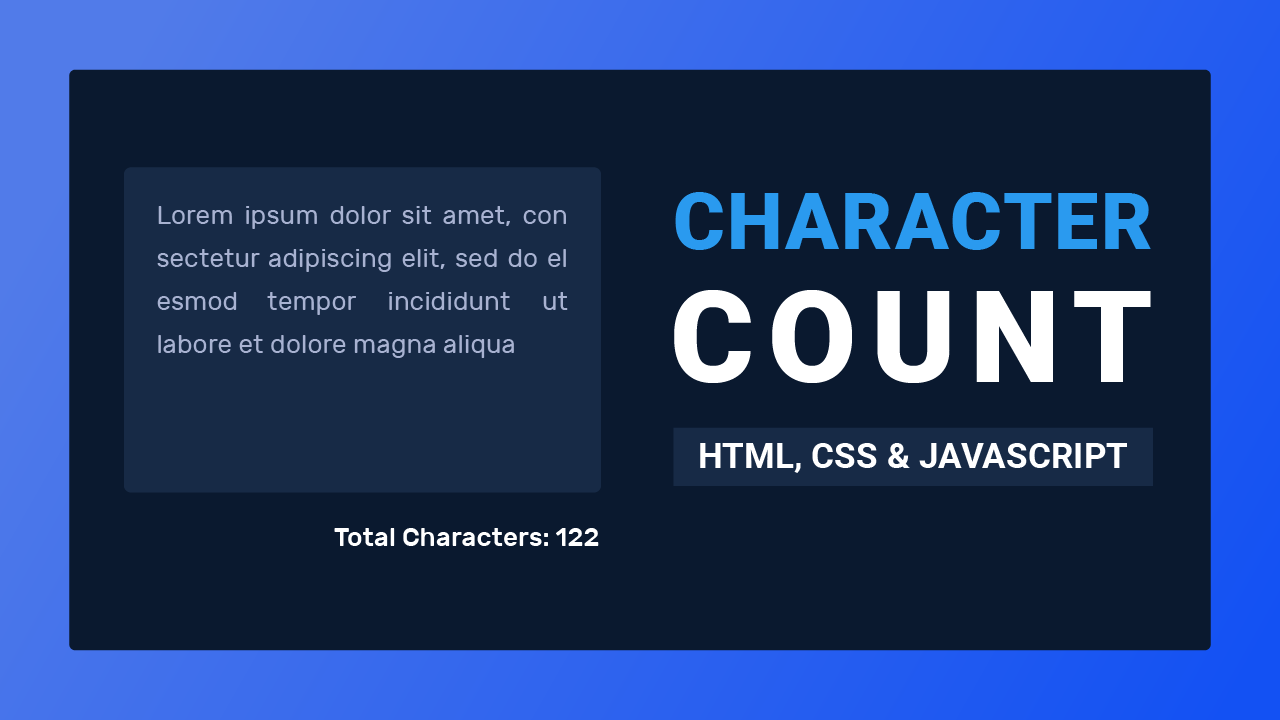 Lorem ipsum dolor sit amet, con
sectetur adipiscing elit, sed do el
esmod tempor incididunt ut
labore et dolore magna aliqua
Total Characters: 122
CHARACTER
COUNT
HTML, CSS & JAVASCRIPT